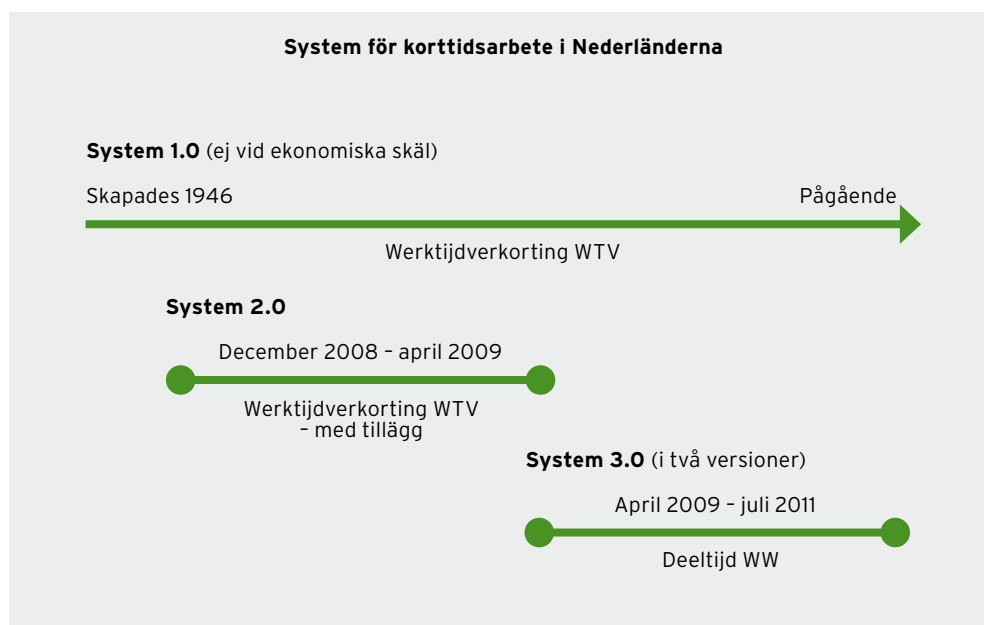 System för korttidsarbete i Nederländerna
System 1.0 (ej vid ekonomiska skäl)
Skapades 1946
Pågående
Werktijdverkorting WTV
System 2.0
December 2008 – april 2009
Werktijdverkorting WTV
– med tillägg
System 3.0 (i två versioner)
April 2009 – juli 2011
Deeltijd WW